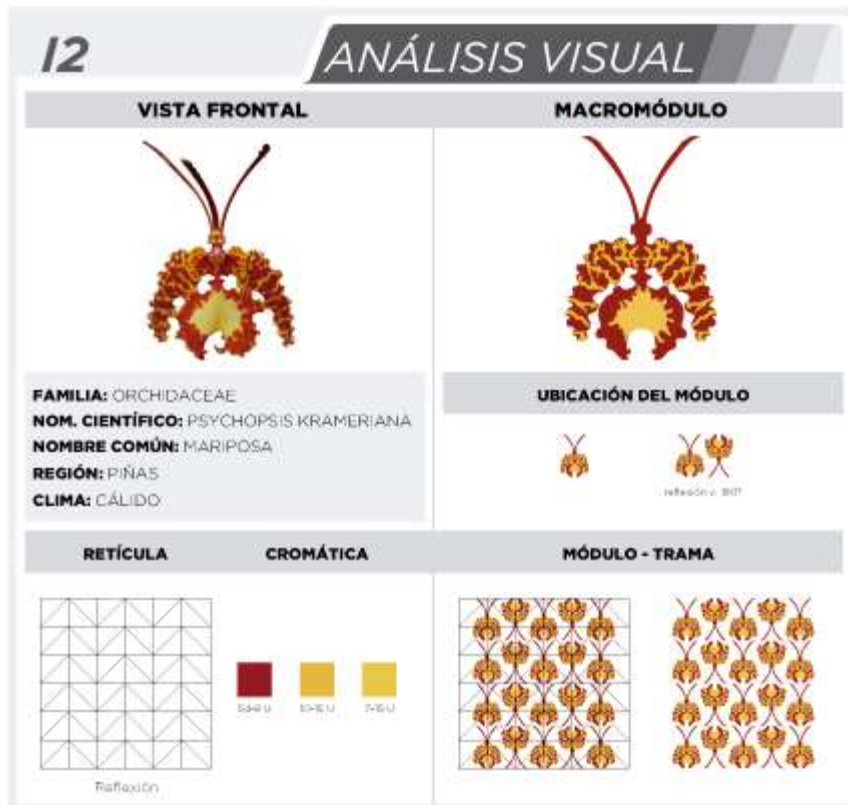 12
ANÁLISIS VISUAL
VISTA FRONTAL
MACROMÓDULO
FAMILIA: ORCHIDACEAE
NOM. CIENTÍFICO: PSYCHOPSIS KRAMERIANA
NOMBRE COMÚN: MARIPOSA
REGIÓN: PIÑAS
CLIMA: CÁLIDO
UBICACIÓN DEL MÓDULO
reflexión v.
RETÍCULA
CROMÁTICA
MÓDULO - TRAMA
Reflexión